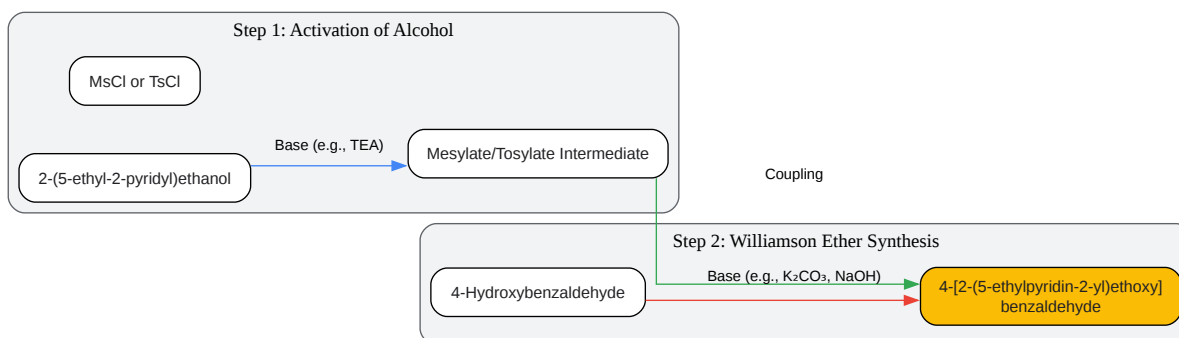 Step 1: Activation of Alcohol
MsCl or TsCl
Base (e.g., TEA)
Mesylate/Tosylate Intermediate
2-(5-ethyl-2-pyridyl)ethanol
Coupling
Step 2: Williamson Ether Synthesis
Base (e.g., K₂CO₃, NaOH)
4-Hydroxybenzaldehyde
4-[2-(5-ethylpyridin-2-yl)ethoxy]
benzaldehyde